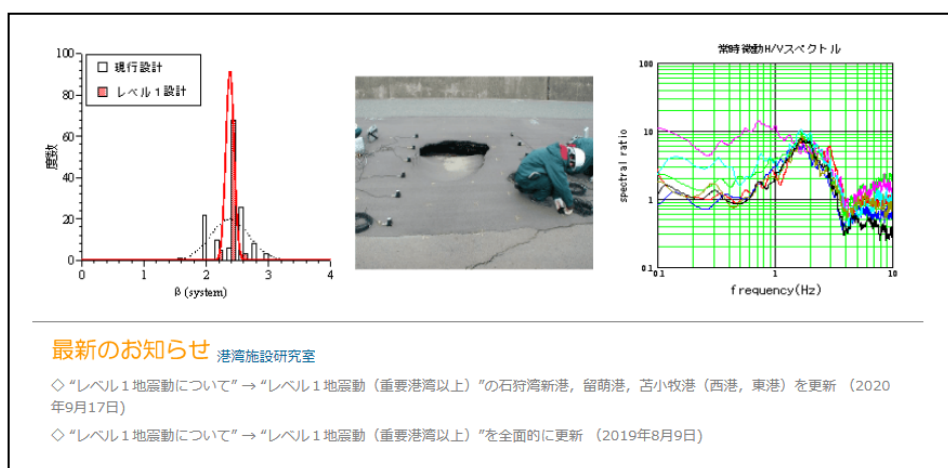 100
80
60
40
20
0
度数
現行設計
レベル1設計
0 1 2 3 4
β (system)
常時微動H/Vスペクトル
100
10
1
0.1
spectral ratio
0.1 1 10
frequency(Hz)
最新のお知らせ 港湾施設研究室
◇ “レベル1地震動について” → “レベル1地震動（重要港湾以上）”の石狩湾新港，留萌港，苫小牧港（西港，東港）を更新 （2020
年9月17日)
◇ “レベル1地震動について” → “レベル1地震動（重要港湾以上）”を全面的に更新 （2019年8月9日)